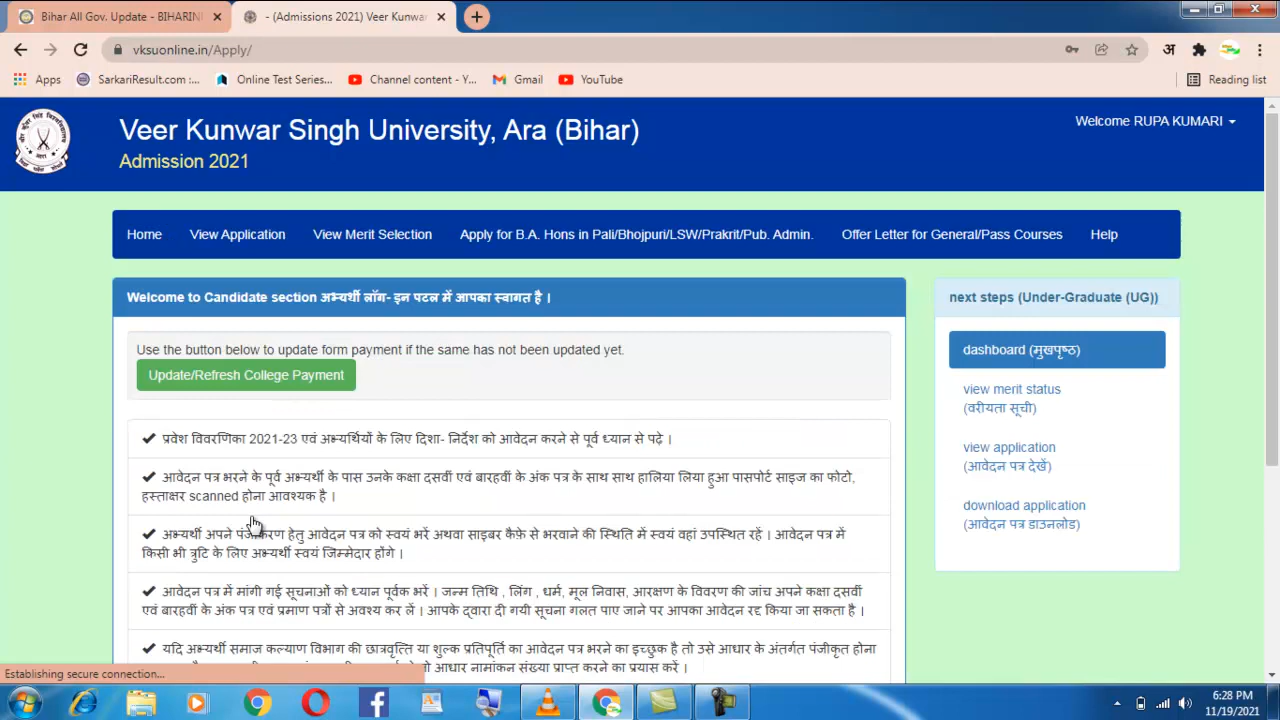 Bihar All Gov. Update - BIHARIN
- (Admissions 2021) Veer Kunwar
vksuonline.in/Apply/
अ
Apps
SarkariResult.com :...
Online Test Series...
Channel content - Y...
Gmail
YouTube
Reading list
Veer Kunwar Singh University, Ara (Bihar)
Admission 2021
Welcome RUPA KUMARI
Home
View Application
View Merit Selection
Apply for B.A. Hons in Pali/Bhojpuri/LSW/Prakrit/Pub. Admin.
Offer Letter for General/Pass Courses
Help
Welcome to Candidate section अभ्यर्थी लॉग- इन पटल में आपका स्वागत है ।
Use the button below to update form payment if the same has not been updated yet.
Update/Refresh College Payment
प्रवेश विवरणिका 2021-23 एवं अभ्यर्थियों के लिए दिशा- निर्देश को आवेदन करने से पूर्व ध्यान से पढ़े ।
आवेदन पत्र भरने के पूर्व अभ्यर्थी के पास उनके कक्षा दसवीं एवं बारहवीं के अंक पत्र के साथ साथ हालिया लिया हुआ पासपोर्ट साइज का फोटो,
हस्ताक्षर scanned होना आवश्यक है ।
अभ्यर्थी अपने पंजीकरण हेतु आवेदन पत्र को स्वयं भरें अथवा साइबर कैफ़े से भरवाने की स्थिति में स्वयं वहां उपस्थित रहें । आवेदन पत्र में
किसी भी त्रुटि के लिए अभ्यर्थी स्वयं जिम्मेदार होंगे ।
आवेदन पत्र में मांगी गई सूचनाओं को ध्यान पूर्वक भरें । जन्म तिथि , लिंग , धर्म, मूल निवास, आरक्षण के विवरण की जांच अपने कक्षा दसवीं
एवं बारहवीं के अंक पत्र एवं प्रमाण पत्रों से अवश्य कर लें । आपके द्वारा दी गयी सूचना गलत पाए जाने पर आपका आवेदन रद्द किया जा सकता है ।
यदि अभ्यर्थी समाज कल्याण विभाग की छात्रवृत्ति या शुल्क प्रतिपूर्ति का आवेदन पत्र भरने का इच्छुक है तो उसे आधार के अंतर्गत पंजीकृत होना
तो आधार नामांकन संख्या प्राप्त करने का प्रयास करें ।
next steps (Under-Graduate (UG))
dashboard (मुखपृष्ठ)
view merit status
(वरीयता सूची)
view application
(आवेदन पत्र देखें)
download application
(आवेदन पत्र डाउनलोड)
Establishing secure connection...
6:28 PM
11/19/2021